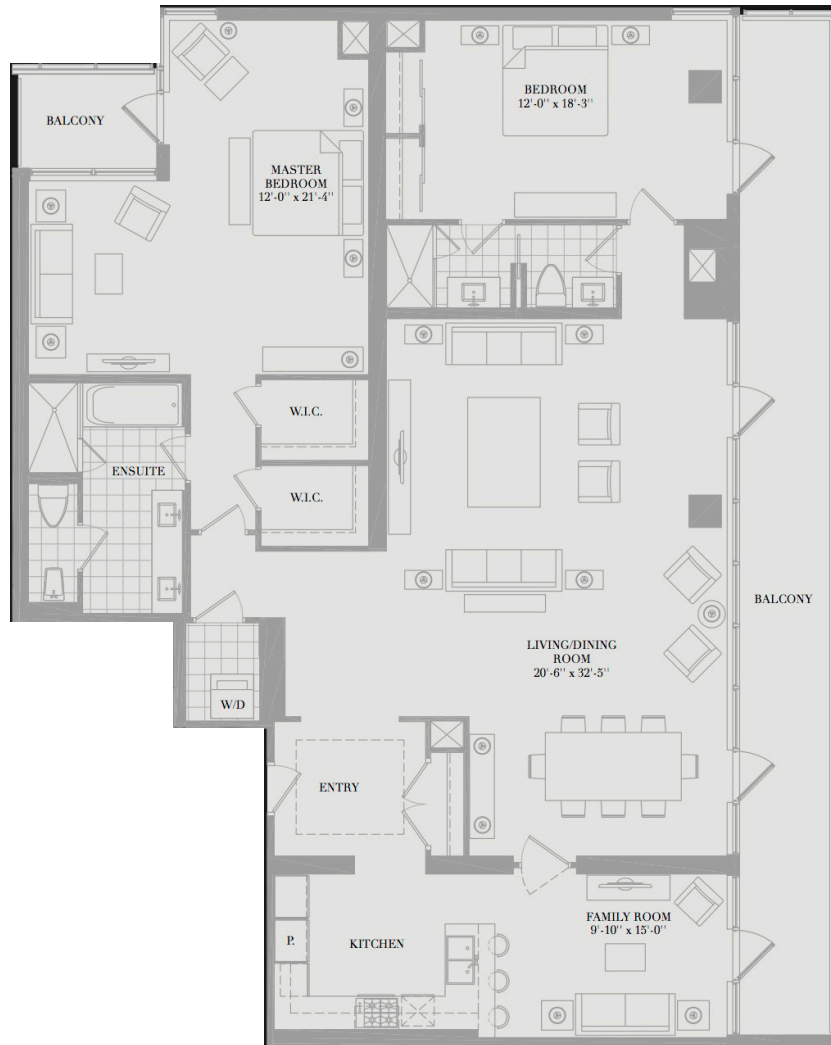 BEDROOM
12'-0'' x 18'-3''
BALCONY
MASTER
BEDROOM
12'-0'' x 21'-4''
W.I.C.
ENSUITE
W.I.C.
BALCONY
LIVING/DINING
ROOM
20'-6'' x 32'-5''
W/D
ENTRY
FAMILY ROOM
9'-10'' x 15'-0''
P.
KITCHEN